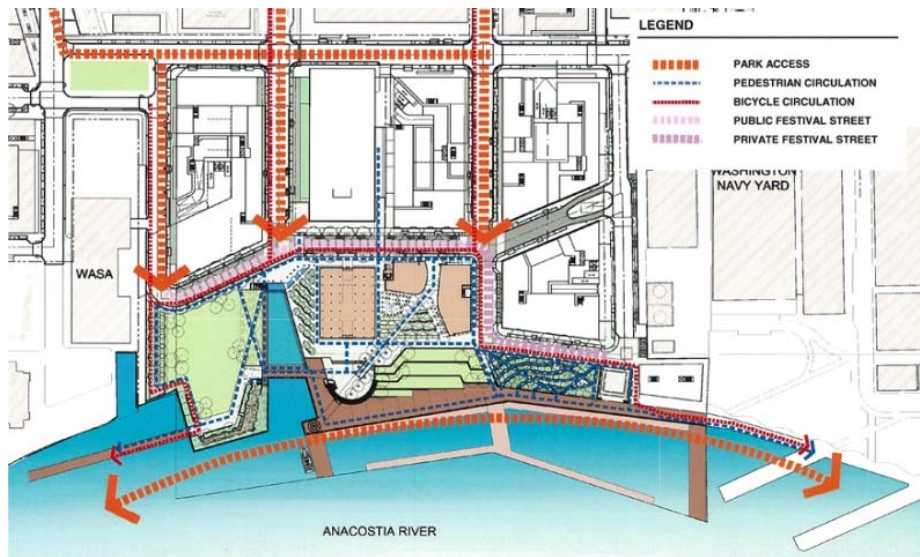 LEGEND
PARK ACCESS
PEDESTRIAN CIRCULATION
BICYCLE CIRCULATION
PUBLIC FESTIVAL STREET
PRIVATE FESTIVAL STREET
WASHINGTON
NAVY YARD
WASA
ANACOSTIA RIVER